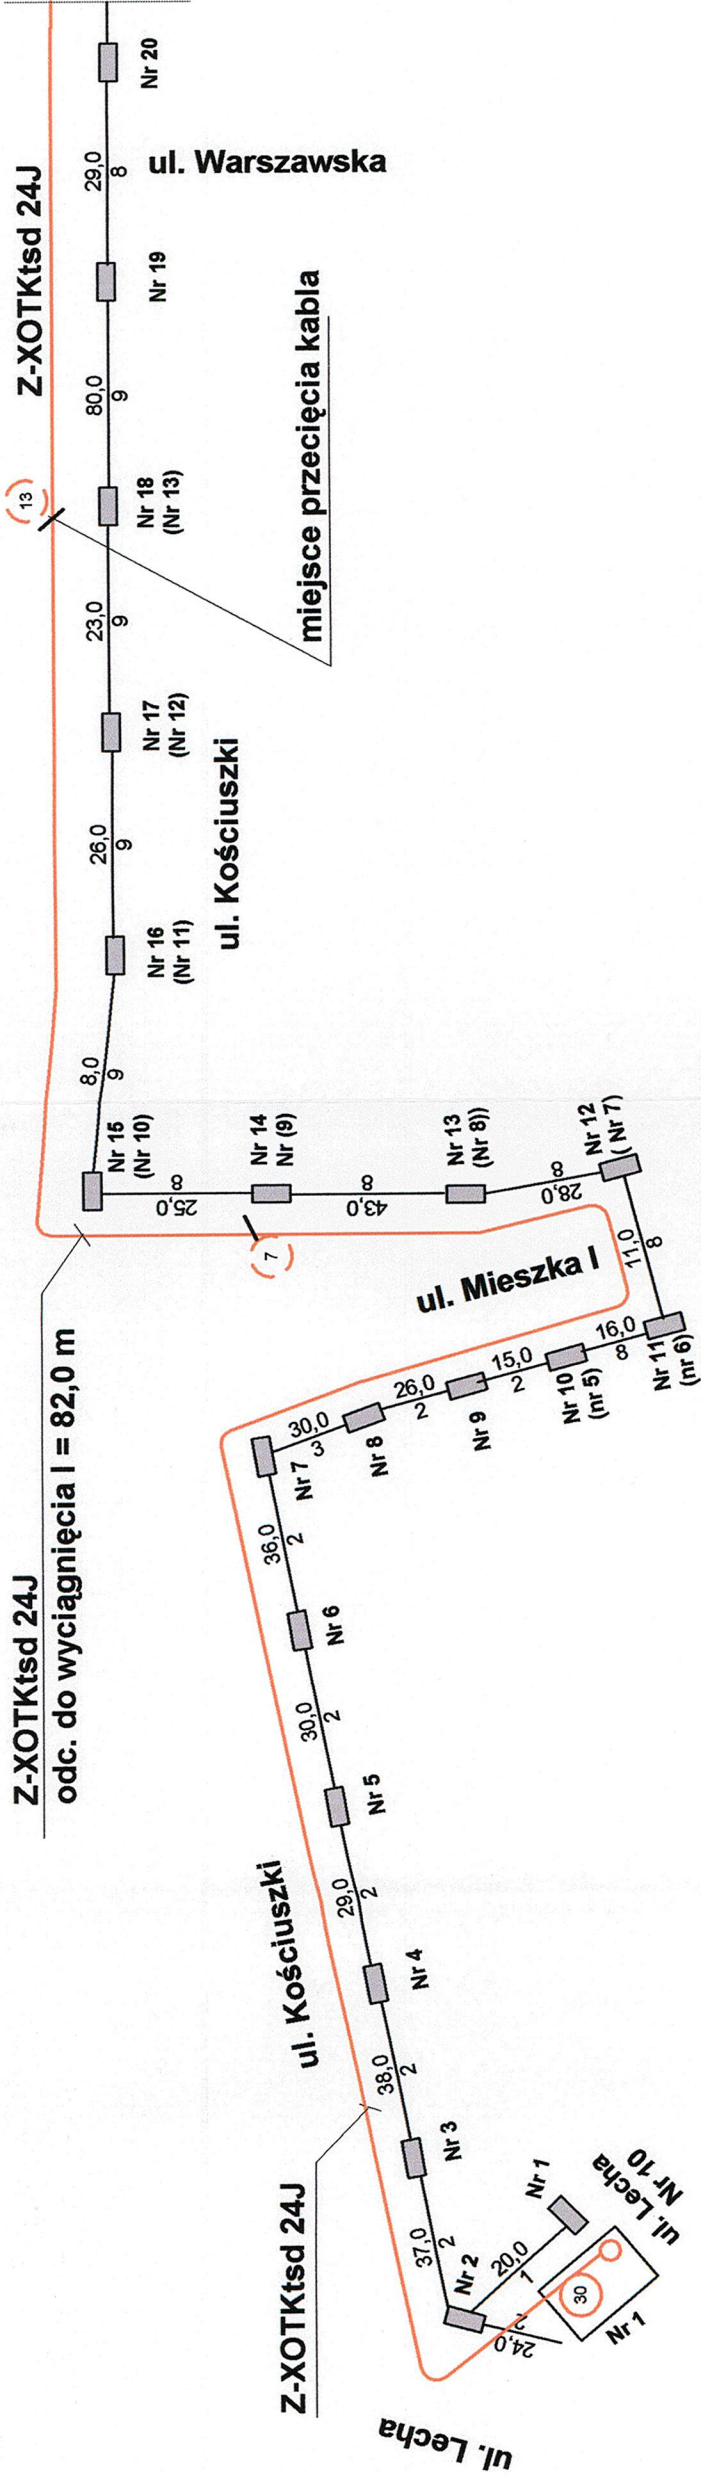 Z-XOTKtsd 24J
Nr 20
29,0
8
ul. Warszawska
Nr 19
80,0
9
13
Nr 18
(Nr 13)
miejsce przecięcia kabla
23,0
9
Nr 17
(Nr 12)
26,0
9
ul. Kościuszki
Nr 16
(Nr 11)
8,0
9
Nr 15
(Nr 10)
25,0
8
Nr 14
Nr (9)
7
43,0
8
Nr 13
(Nr 8))
28,0
8
Nr 12
( Nr 7)
ul. Mieszka I
11,0
8
Nr 11
(nr 6)
16,0
8
Nr 10
(nr 5)
15,0
2
Nr 9
26,0
2
Nr 8
30,0
3
Nr 7
Z-XOTKtsd 24J
odc. do wyciągnięcia l = 82,0 m
36,0
2
Nr 6
30,0
2
Nr 5
29,0
2
Nr 4
ul. Kościuszki
38,0
2
Nr 3
Z-XOTKtsd 24J
37,0
2
Nr 2
20,0
1
Nr 1
24,0
2
30
Nr 1
ul. Lecha
Nr 10
ul. Lecha